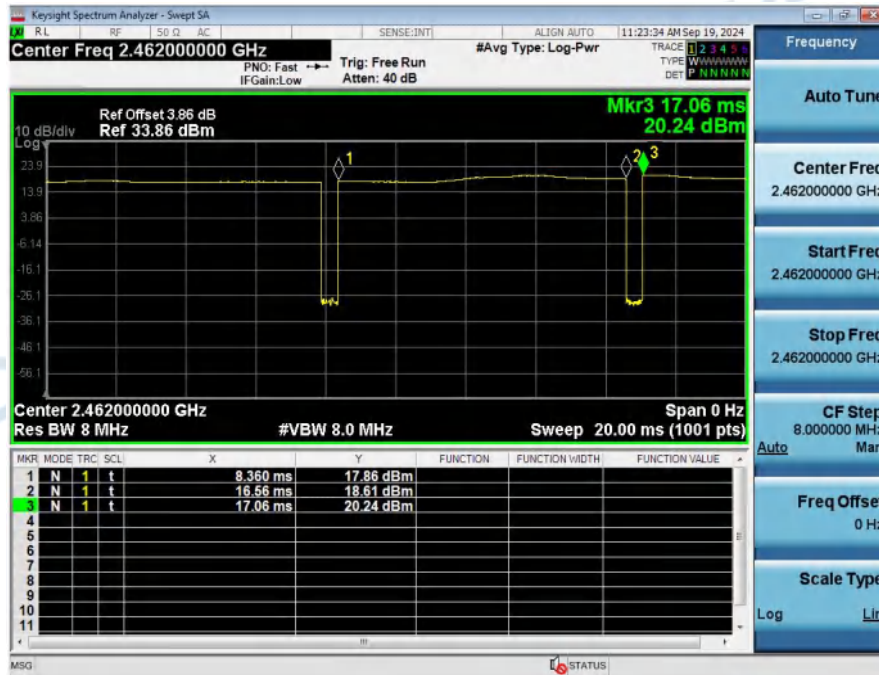 Keysight Spectrum Analyzer - Swept SA
LXI RL RF 50 Ω AC SENSE:INT ALIGN AUTO 11:23:34 AM Sep 19, 2024
Center Freq 2.462000000 GHz
#Avg Type: Log-Pwr
TRACE 1 2 3 4 5 6
TYPE WWWWWW
DET P NNNNN
PNO: Fast Trig: Free Run
IFGain:Low Atten: 40 dB
Frequency
Ref Offset 3.86 dB
Mkr3 17.06 ms
10 dB/div Ref 33.86 dBm 20.24 dBm
Log
1
2 3
23.9
13.9
3.86
-6.14
-16.1
-26.1
-36.1
-46.1
-56.1
Center 2.462000000 GHz Span 0 Hz
Res BW 8 MHz #VBW 8.0 MHz Sweep 20.00 ms (1001 pts)
MKR MODE TRC SCL X Y FUNCTION FUNCTION WIDTH FUNCTION VALUE
1 N 1 t 8.360 ms 17.86 dBm
2 N 1 t 16.56 ms 18.61 dBm
3 N 1 t 17.06 ms 20.24 dBm
4
5
6
7
8
9
10
11
MSG STATUS
Auto Tune
Center Freq
2.462000000 GHz
Start Freq
2.462000000 GHz
Stop Freq
2.462000000 GHz
CF Step
8.000000 MHz
Auto Man
Freq Offset
0 Hz
Scale Type
Log Lin